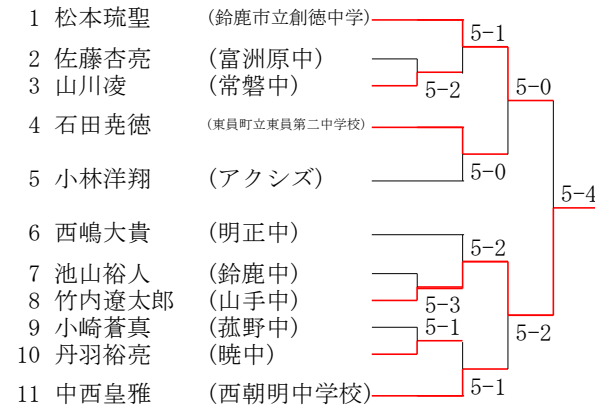 1 松本琉聖 (鈴鹿市立創徳中学)
5-1
2 佐藤杏亮 (富洲原中)
3 山川凌 (常磐中)
5-2
5-0
4 石田尭徳 (東員町立東員第二中学校)
5 小林洋翔 (アクシズ)
5-0
5-4
6 西嶋大貴 (明正中)
5-2
7 池山裕人 (鈴鹿中)
8 竹内遼太郎 (山手中)
5-3
9 小崎蒼真 (菰野中)
5-1
5-2
10 丹羽裕亮 (暁中)
11 中西皇雅 (西朝明中学校)
5-1